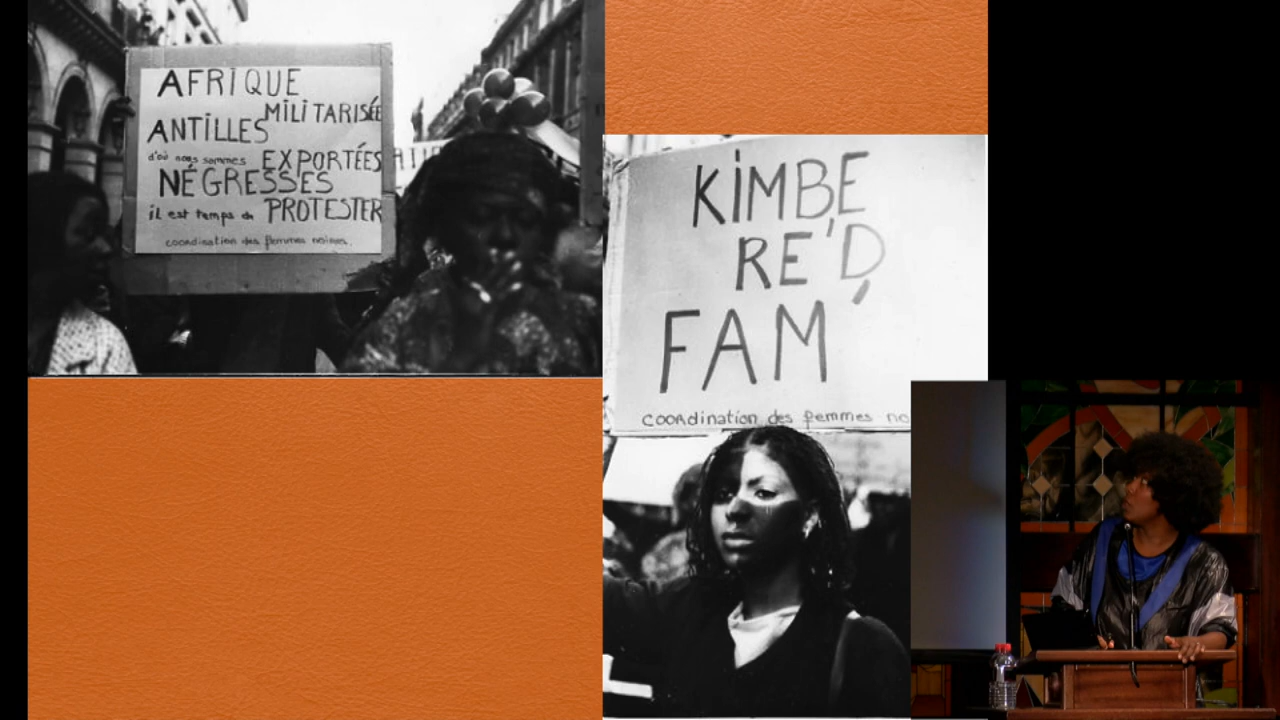 AFRIQUE
MILITARISÉE
ANTILLES
d'où nous sommes EXPORTÉES
NÉGRESSES
il est temps de PROTESTER
coordination des femmes noires.
KIMBE
RE'D
FAM'
coordination des femmes no